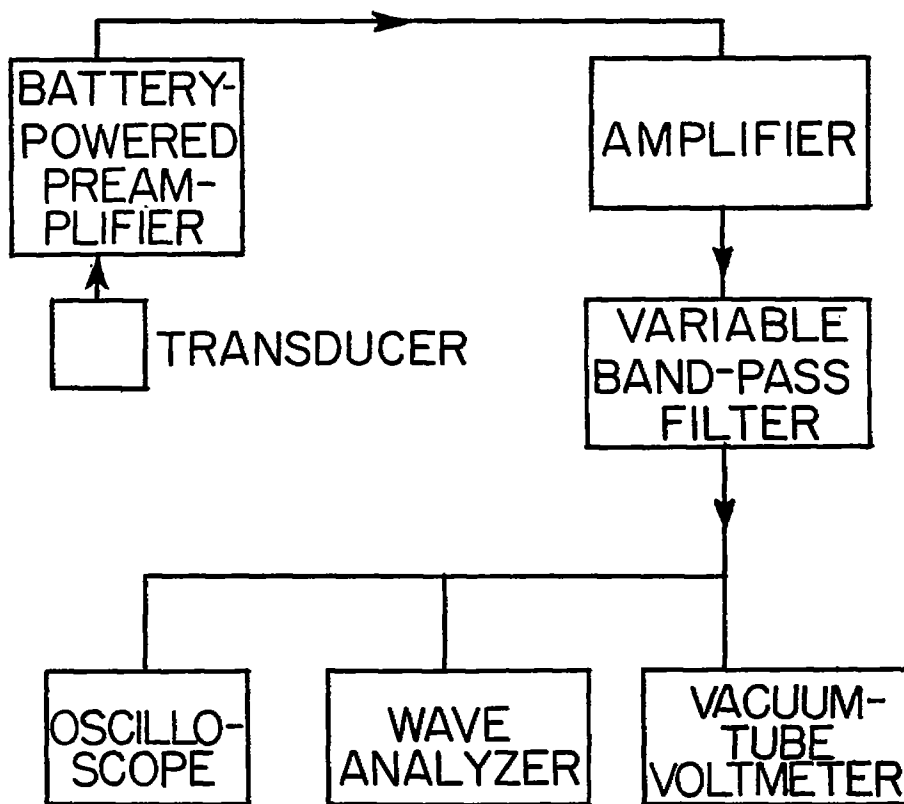 BATTERY-
POWERED
PREAM-
PLIFIER
TRANSDUCER
AMPLIFIER
VARIABLE
BAND-PASS
FILTER
OSCILLO-
SCOPE
WAVE
ANALYZER
VACUUM-
TUBE
VOLTMETER